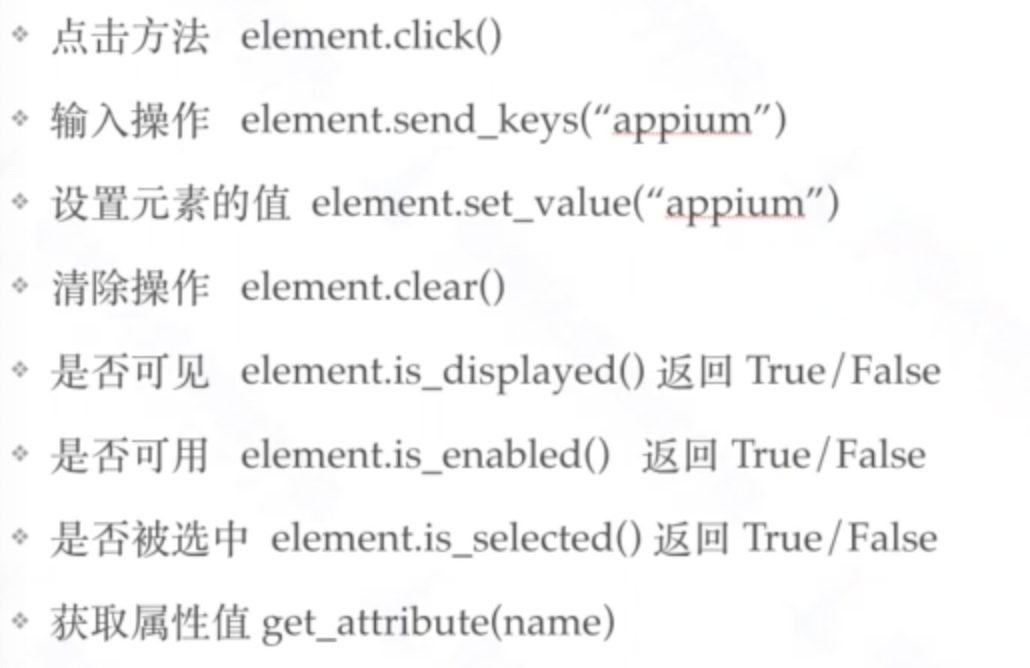 点击方法 element.click()
输入操作 element.send_keys(“appium”)
设置元素的值 element.set_value(“appium”)
清除操作 element.clear()
是否可见 element.is_displayed() 返回 True/False
是否可用 element.is_enabled() 返回 True/False
是否被选中 element.is_selected() 返回 True/False
获取属性值 get_attribute(name)